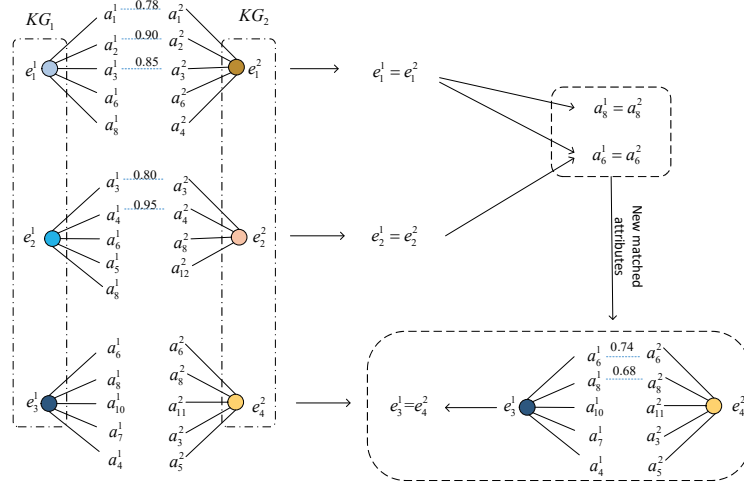 KG₁ KG₂
a₁¹ 0.78 a₁²
a₂¹ 0.90 a₂²
e₁¹ a₃¹ 0.85 a₃² e₁² e₁¹ = e₁²
a₆¹ a₆²
a₈¹ a₄²
a₈¹ = a₈²
a₆¹ = a₆²
a₃¹ 0.80 a₃²
a₄¹ 0.95 a₄²
e₂¹ a₆¹ a₈² e₂² e₂¹ = e₂²
a₅¹ a₁₂²
a₈¹
New matched
attributes
a₆¹ a₆²
a₈¹ a₈²
e₃¹ a₁₀¹ a₁₁² e₄²
a₇¹ a₃²
a₄¹ a₅²
a₆¹ 0.74 a₆²
a₈¹ 0.68 a₈²
e₃¹=e₄² e₃¹ a₁₀¹ a₁₁² e₄²
a₇¹ a₃²
a₄¹ a₅²